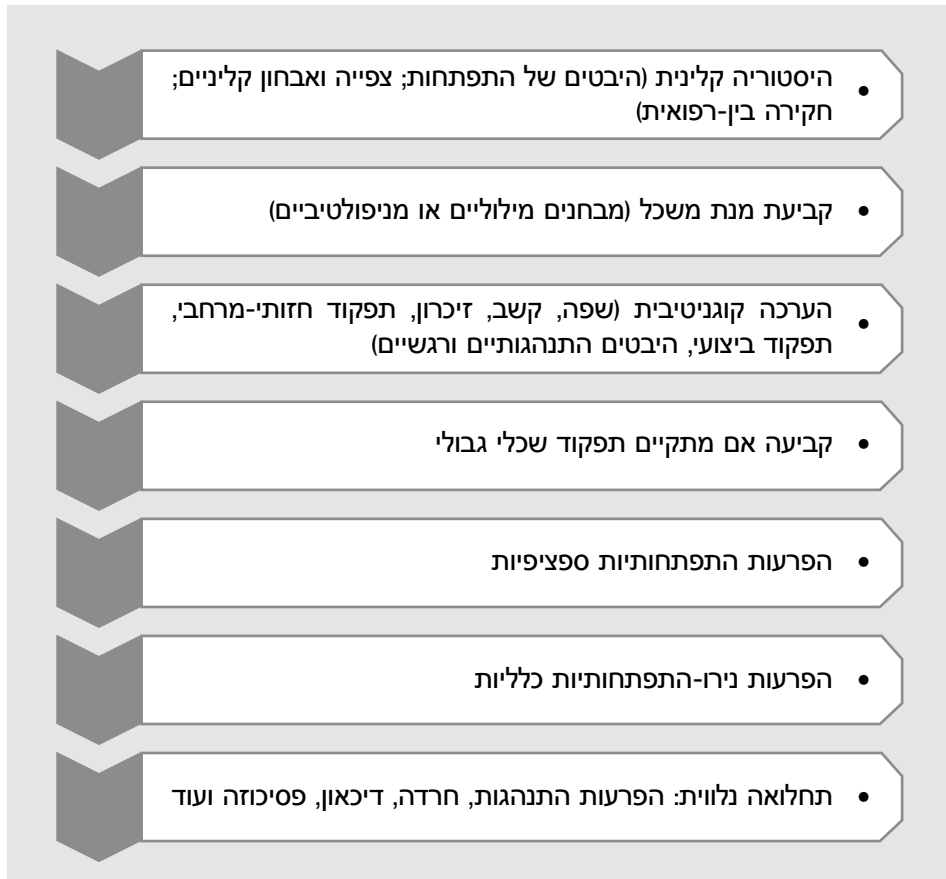 • היסטוריה קלינית (היבטים של התפתחות; צפייה ואבחון קליניים;
חקירה בין-רפואית)
• קביעת מנת משכל (מבחנים מילוליים או מניפולטיביים)
• הערכה קוגניטיבית (שפה, קשב, זיכרון, תפקוד חזותי-מרחבי,
תפקוד ביצועי, היבטים התנהגותיים ורגשיים)
• קביעה אם מתקיים תפקוד שכלי גבולי
• הפרעות התפתחותיות ספציפיות
• הפרעות נירו-התפתחותיות כלליות
• תחלואה נלווית: הפרעות התנהגות, חרדה, דיכאון, פסיכוזה ועוד